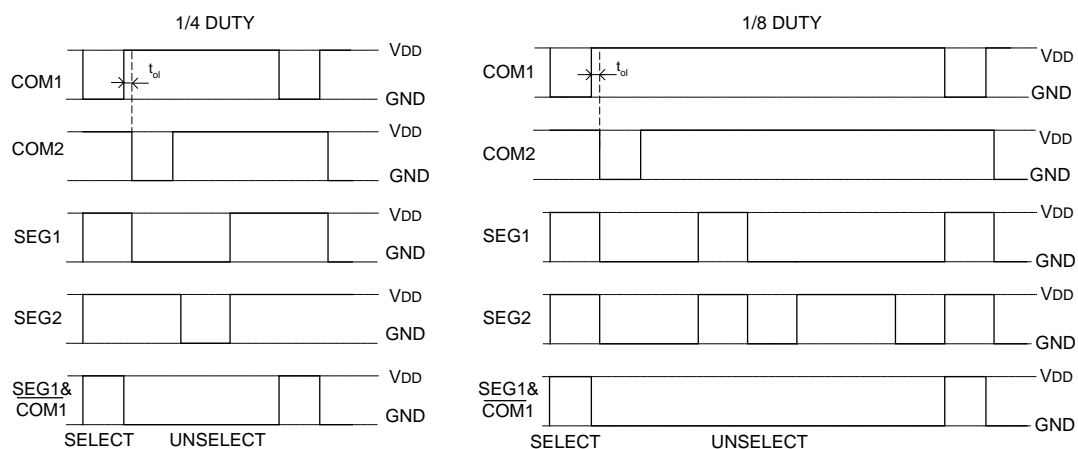 1/4 DUTY
COM1
tol
VDD
GND
COM2
VDD
GND
SEG1
VDD
GND
SEG2
VDD
GND
SEG1&
COM1
VDD
GND
SELECT UNSELECT
1/8 DUTY
COM1
tol
VDD
GND
COM2
VDD
GND
SEG1
VDD
GND
SEG2
VDD
GND
SEG1&
COM1
VDD
GND
SELECT UNSELECT